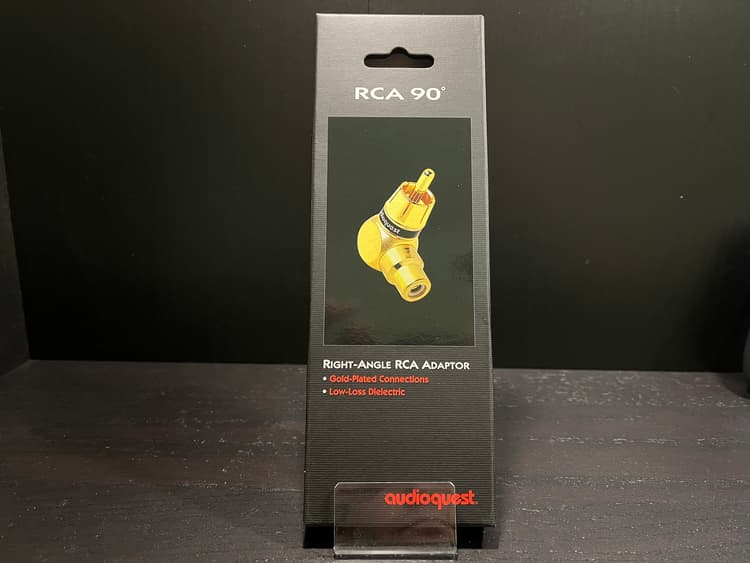 RCA 90°
RIGHT-ANGLE RCA ADAPTOR
• Gold-Plated Connections
• Low-Loss Dielectric
audioquest.